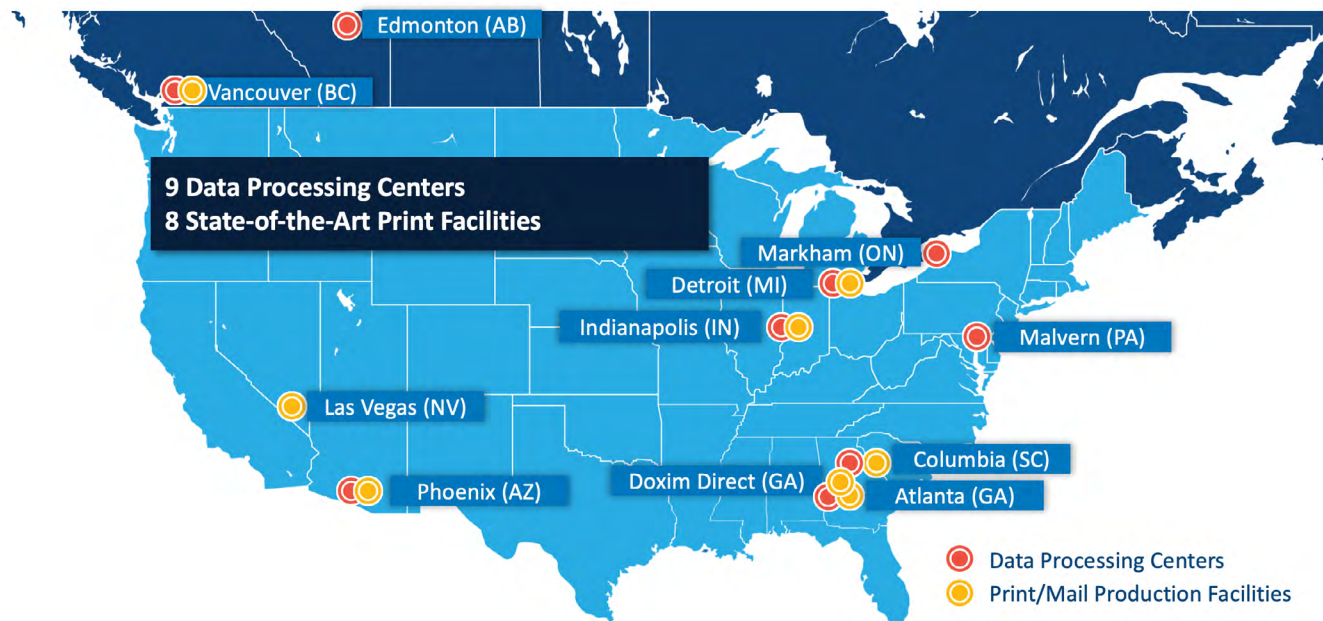 Edmonton (AB)
Vancouver (BC)
9 Data Processing Centers
8 State-of-the-Art Print Facilities
Markham (ON)
Detroit (MI)
Indianapolis (IN)
Malvern (PA)
Las Vegas (NV)
Columbia (SC)
Doxim Direct (GA)
Phoenix (AZ)
Atlanta (GA)
Data Processing Centers
Print/Mail Production Facilities